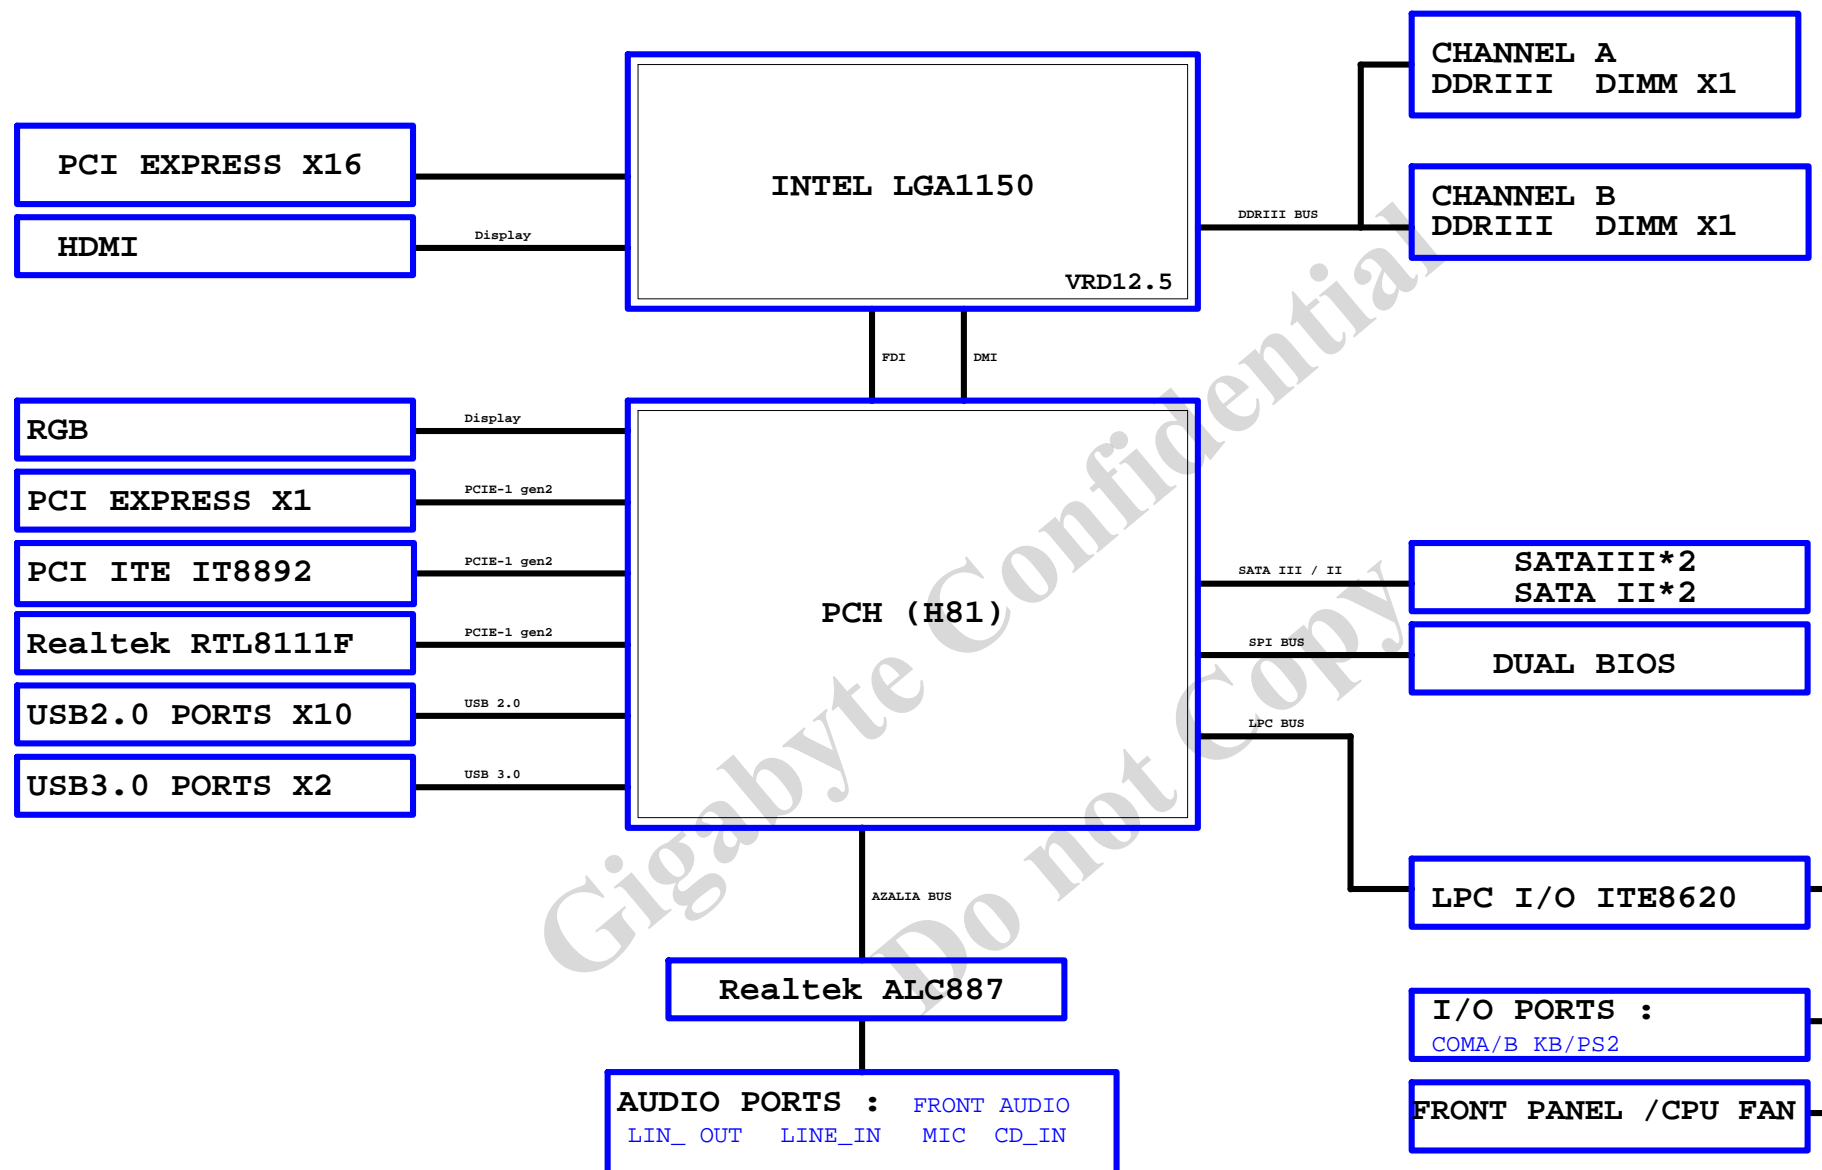 CHANNEL A
DDRIII DIMM X1
PCI EXPRESS X16
INTEL LGA1150
CHANNEL B
DDRIII DIMM X1
DDRIII BUS
HDMI
Display
VRD12.5
FDI
DMI
RGB
Display
PCI EXPRESS X1
PCIE-1 gen2
PCI ITE IT8892
PCIE-1 gen2
Realtek RTL8111F
PCIE-1 gen2
USB2.0 PORTS X10
USB 2.0
USB3.0 PORTS X2
USB 3.0
PCH (H81)
SATA III / II
SATAIII*2
SATA II*2
SPI BUS
DUAL BIOS
LPC BUS
LPC I/O ITE8620
AZALIA BUS
Realtek ALC887
I/O PORTS :
COMA/B KB/PS2
AUDIO PORTS : FRONT AUDIO
LIN_ OUT LINE_IN MIC CD_IN
FRONT PANEL /CPU FAN
Gigabyte Confidential
Do not Copy